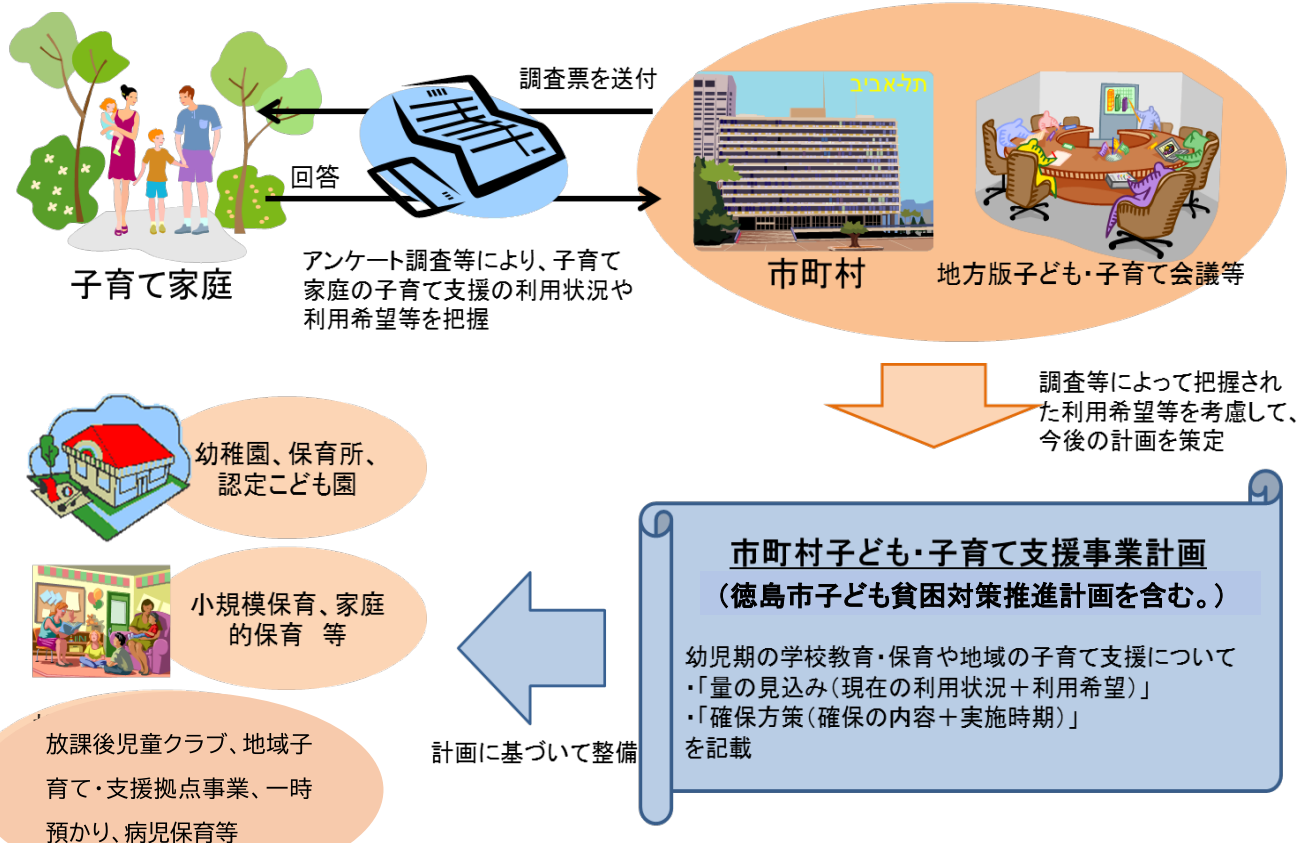 調査票を送付
תל-אביב
回答
子育て家庭
アンケート調査等により、子育て
家庭の子育て支援の利用状況や
利用希望等を把握
市町村
地方版子ども・子育て会議等
調査等によって把握され
た利用希望等を考慮して、
今後の計画を策定
市町村子ども・子育て支援事業計画
（徳島市子ども貧困対策推進計画を含む。）
幼児期の学校教育・保育や地域の子育て支援について
・「量の見込み（現在の利用状況＋利用希望）」
・「確保方策（確保の内容＋実施時期）」
を記載
計画に基づいて整備
幼稚園、保育所、
認定こども園
小規模保育、家庭
的保育　等
放課後児童クラブ、地域子
育て・支援拠点事業、一時
預かり、病児保育等